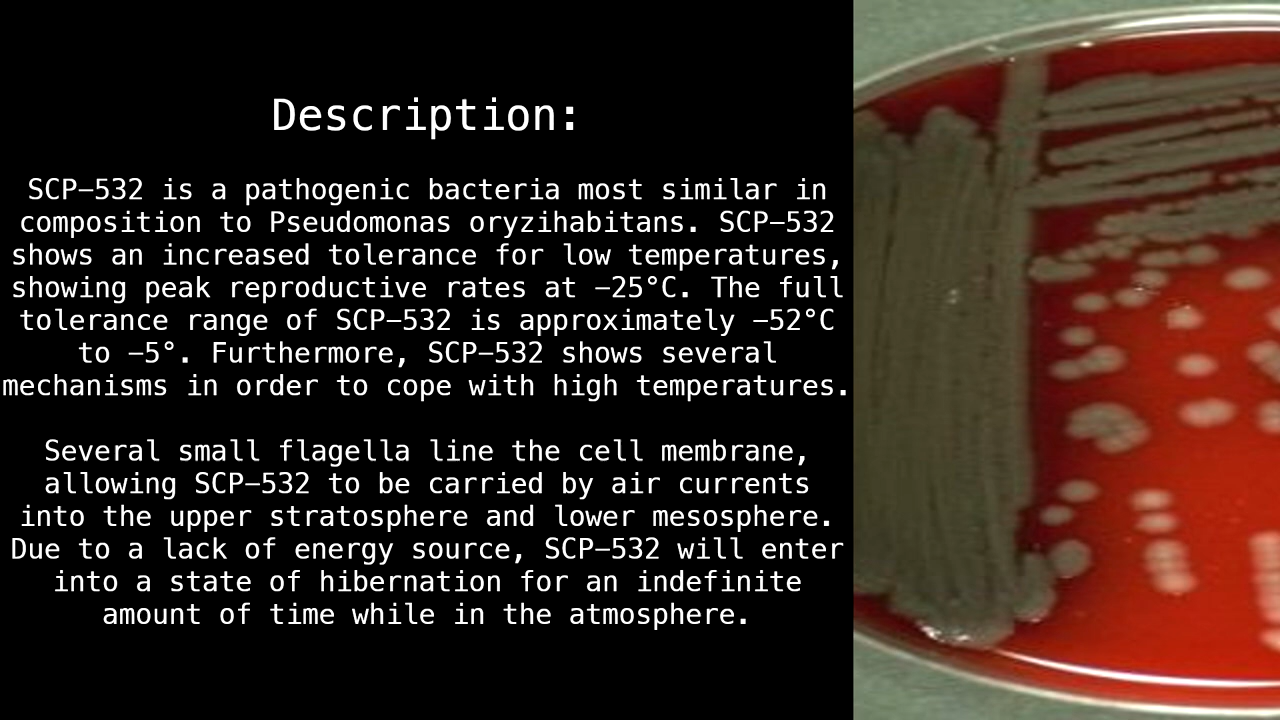 Description:
SCP–532 is a pathogenic bacteria most similar in
composition to Pseudomonas oryzihabitans. SCP–532
shows an increased tolerance for low temperatures,
showing peak reproductive rates at –25°C. The full
tolerance range of SCP–532 is approximately –52°C
to –5°. Furthermore, SCP–532 shows several
mechanisms in order to cope with high temperatures.
Several small flagella line the cell membrane,
allowing SCP–532 to be carried by air currents
into the upper stratosphere and lower mesosphere.
Due to a lack of energy source, SCP–532 will enter
into a state of hibernation for an indefinite
amount of time while in the atmosphere.